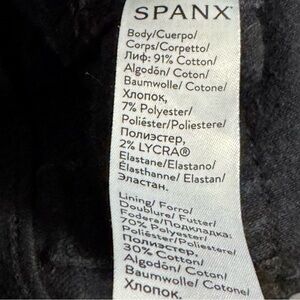 SPANX
Body/Cuerpo/
Corps/Corpetto/
Лиф: 91% Cotton/
Algodón/ Coton/
Baumwolle/ Cotone/
Хлопок,
7% Polyester/
Poliéster/Poliestere/
Полиэстер,
2% LYCRA®
Elastane/Elastano/
Élasthanne/ Elastan/
Эластан.
Lining/ Forro/
Doublure/ Futter/
Fodera/Подкладка:
70% Polyester/
Poliéster/Poliestere/
Полиэстер,
30% Cotton/
Algodón/ Coton/
Baumwolle/ Cotone/
Хлопок.